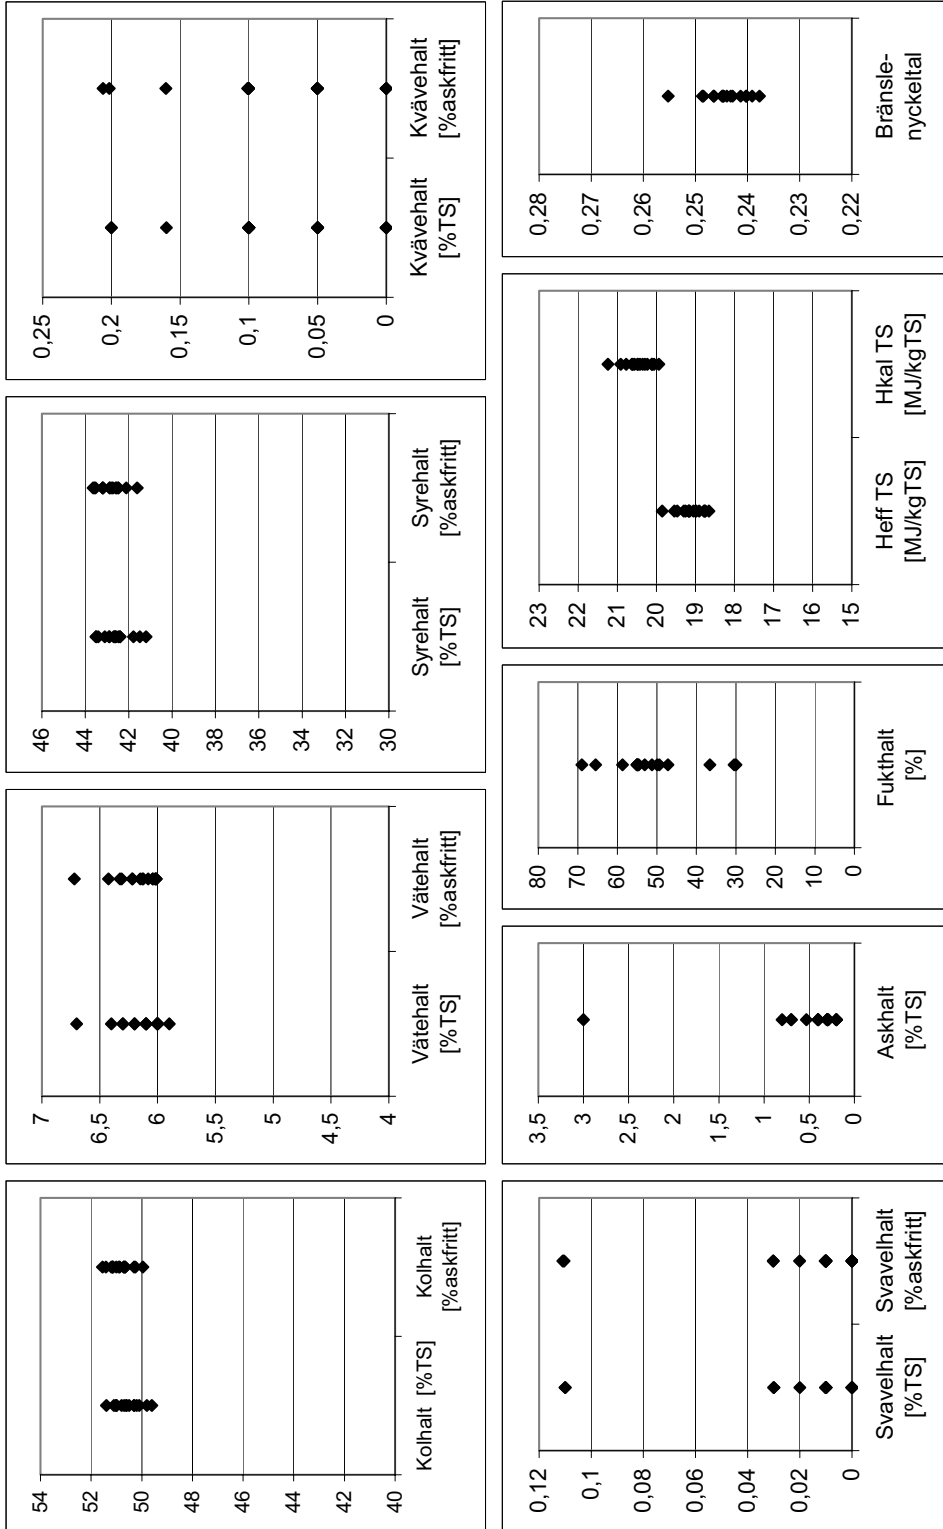 54
52
50
48
46
44
42
40
Kolhalt [%TS]
Kolhalt
[%askfritt]
7
6,5
6
5,5
5
4,5
4
Vätehalt
[%TS]
Vätehalt
[%askfritt]
46
44
42
40
38
36
34
32
30
Syrehalt
[%TS]
Syrehalt
[%askfritt]
0,25
0,2
0,15
0,1
0,05
0
Kvävehalt
[%TS]
Kvävehalt
[%askfritt]
0,12
0,1
0,08
0,06
0,04
0,02
0
Svavelhalt
[%TS]
Svavelhalt
[%askfritt]
3,5
3
2,5
2
1,5
1
0,5
0
Askhalt
[%TS]
80
70
60
50
40
30
20
10
0
Fukthalt
[%]
23
22
21
20
19
18
17
16
15
Heff TS
[MJ/kgTS]
Hkal TS
[MJ/kgTS]
0,28
0,27
0,26
0,25
0,24
0,23
0,22
Bränsle-
nyckeltal